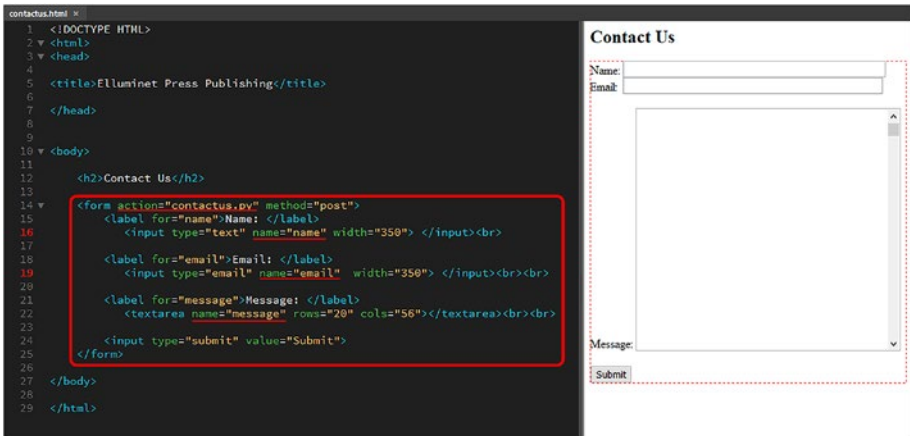 contactus.html ×
1 <!DOCTYPE HTML>
2 ▼ <html>
3 ▼ <head>
4
5 <title>Elluminet Press Publishing</title>
6
7 </head>
8
9
10 ▼ <body>
11
12 <h2>Contact Us</h2>
13
14 ▼ <form action="contactus.py" method="post">
15 <label for="name">Name: </label>
16 <input type="text" name="name" width="350"> </input><br>
17
18 <label for="email">Email: </label>
19 <input type="email" name="email" width="350"> </input><br><br>
20
21 <label for="message">Message: </label>
22 <textarea name="message" rows="20" cols="56"></textarea><br><br>
23
24 <input type="submit" value="Submit">
25 </form>
26
27 </body>
28
29 </html>
Contact Us
Name:
Email:
Message:
Submit